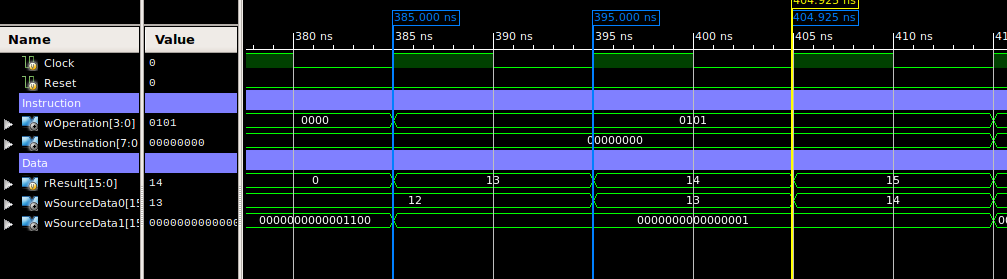 404.925 ns
385.000 ns 395.000 ns 404.925 ns
Name Value 380 ns 385 ns 390 ns 395 ns 400 ns 405 ns 410 ns 41
Clock 0
Reset 0
Instruction
wOperation[3:0] 0101 0000 0101
wDestination[7:0 00000000 00000000
Data
rResult[15:0] 14 0 13 14 15
wSourceData0[15 13 12 13 14
wSourceData1[15 0000000000000 0000000000001100 0000000000000001 00